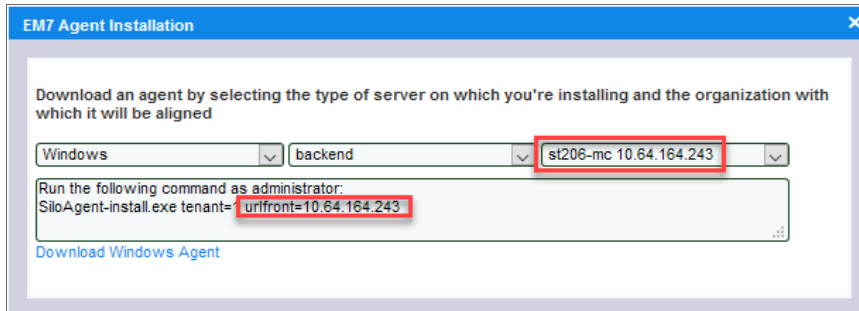 EM7 Agent Installation
Download an agent by selecting the type of server on which you're installing and the organization with
which it will be aligned
Windows backend st206-mc 10.64.164.243
Run the following command as administrator:
SiloAgent-install.exe tenant= urlfront=10.64.164.243
Download Windows Agent